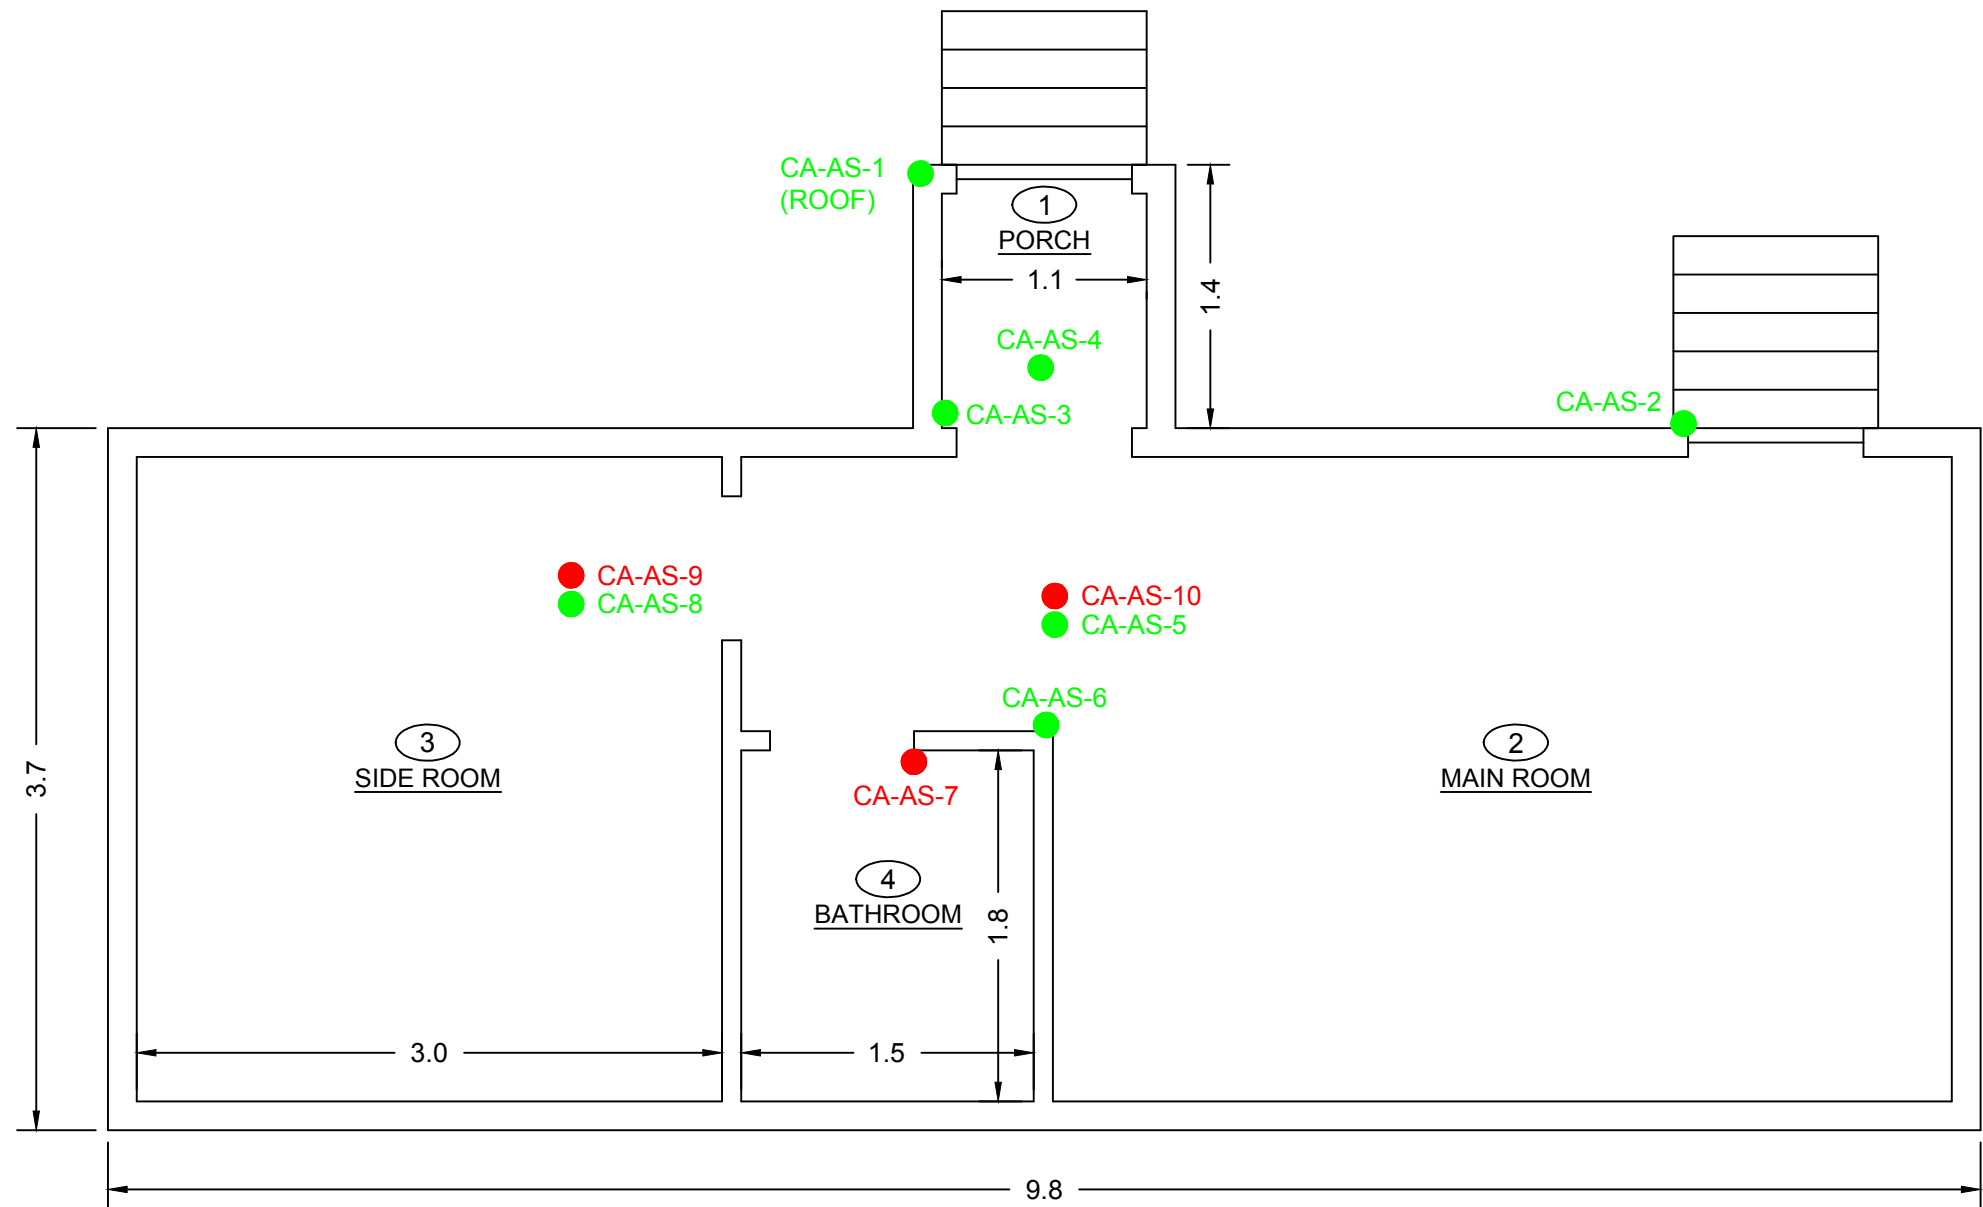 CA-AS-1
(ROOF)
1
PORCH
1.1
1.4
CA-AS-4
CA-AS-3
CA-AS-2
CA-AS-9
CA-AS-8
CA-AS-10
CA-AS-5
CA-AS-6
3
SIDE ROOM
2
MAIN ROOM
3.7
CA-AS-7
4
BATHROOM
1.8
3.0
1.5
9.8